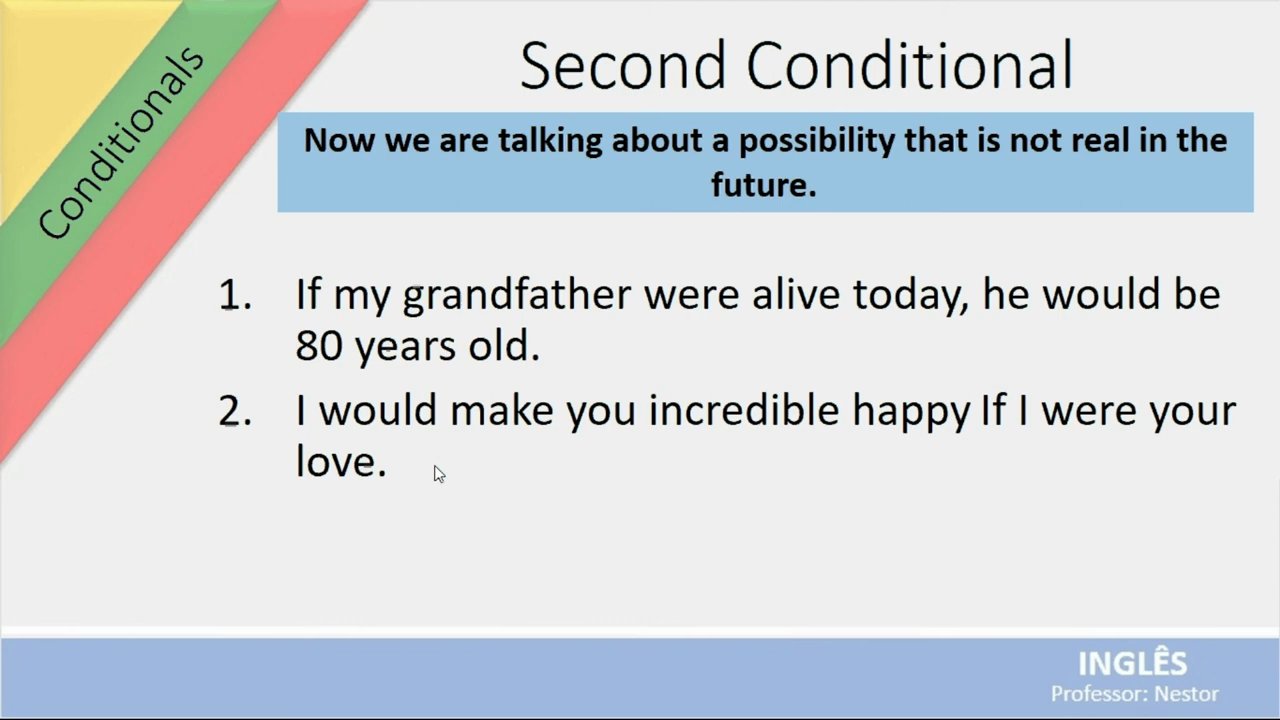 Conditionals
Second Conditional
Now we are talking about a possibility that is not real in the
future.
1. If my grandfather were alive today, he would be
80 years old.
2. I would make you incredible happy If I were your
love.
INGLÊS
Professor: Nestor